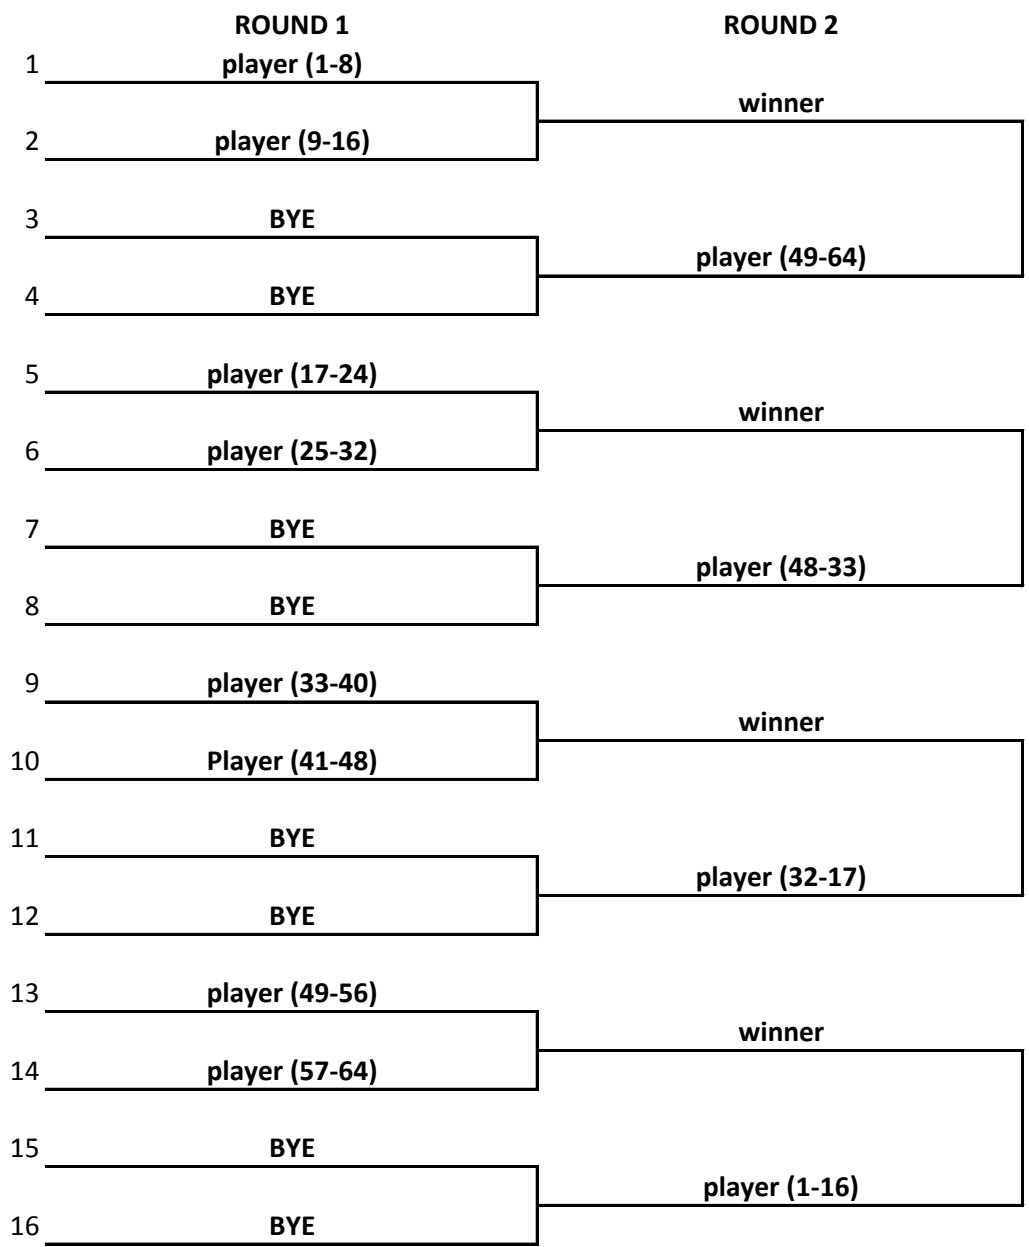 ROUND 1 ROUND 2
1 player (1-8)
winner
2 player (9-16)
3 BYE
player (49-64)
4 BYE
5 player (17-24)
winner
6 player (25-32)
7 BYE
player (48-33)
8 BYE
9 player (33-40)
winner
10 Player (41-48)
11 BYE
player (32-17)
12 BYE
13 player (49-56)
winner
14 player (57-64)
15 BYE
player (1-16)
16 BYE